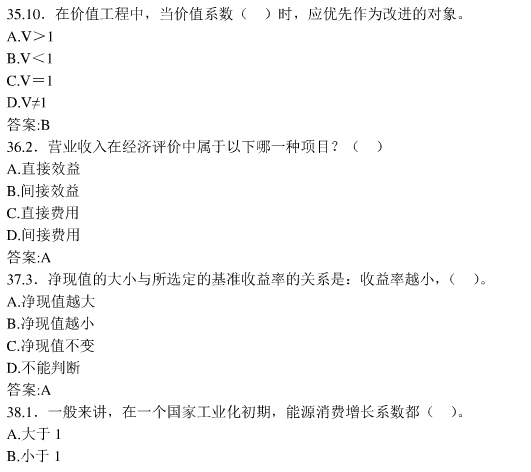 35.10．在价值工程中，当价值系数（　）时，应优先作为改进的对象。
A.V＞1
B.V＜1
C.V＝1
D.V≠1
答案:B
36.2．营业收入在经济评价中属于以下哪一种项目？（　）
A.直接效益
B.间接效益
C.直接费用
D.间接费用
答案:A
37.3．净现值的大小与所选定的基准收益率的关系是：收益率越小，（　）。
A.净现值越大
B.净现值越小
C.净现值不变
D.不能判断
答案:A
38.1．一般来讲，在一个国家工业化初期，能源消费增长系数都（　）。
A.大于 1
B.小于 1